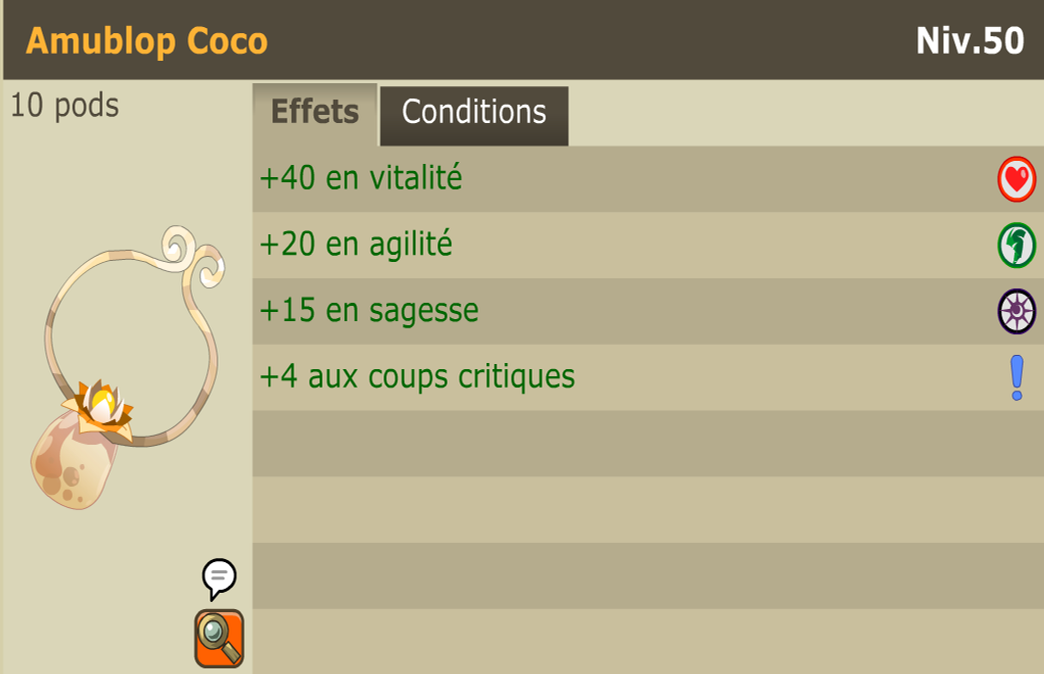 Amublop Coco
Niv.50
10 pods
Effets
Conditions
+40 en vitalité
+20 en agilité
+15 en sagesse
+4 aux coups critiques